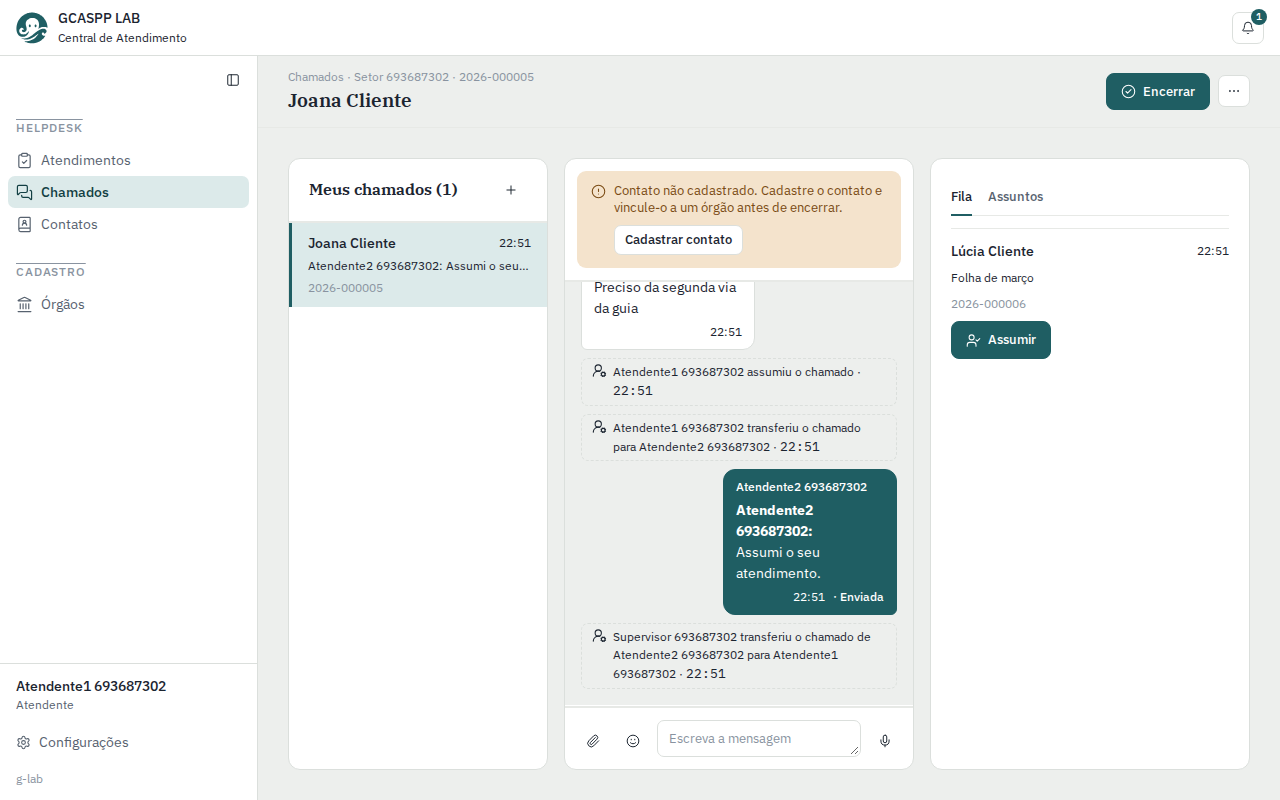 GCASPP LAB
Central de Atendimento
1
HELPDESK
Atendimentos
Chamados
Contatos
CADASTRO
Órgãos
Atendente1 693687302
Atendente
Configurações
g-lab
Chamados · Setor 693687302 · 2026-000005
Joana Cliente
Encerrar
Meus chamados (1)
Joana Cliente 22:51
Atendente2 693687302: Assumi o seu...
2026-000005
Contato não cadastrado. Cadastre o contato e
vincule-o a um órgão antes de encerrar.
Cadastrar contato
Preciso da segunda via
da guia
22:51
Atendente1 693687302 assumiu o chamado ·
22:51
Atendente1 693687302 transferiu o chamado
para Atendente2 693687302 · 22:51
Atendente2 693687302
Atendente2
693687302:
Assumi o seu
atendimento.
22:51 · Enviada
Supervisor 693687302 transferiu o chamado de
Atendente2 693687302 para Atendente1
693687302 · 22:51
Escreva a mensagem
Fila Assuntos
Lúcia Cliente 22:51
Folha de março
2026-000006
Assumir